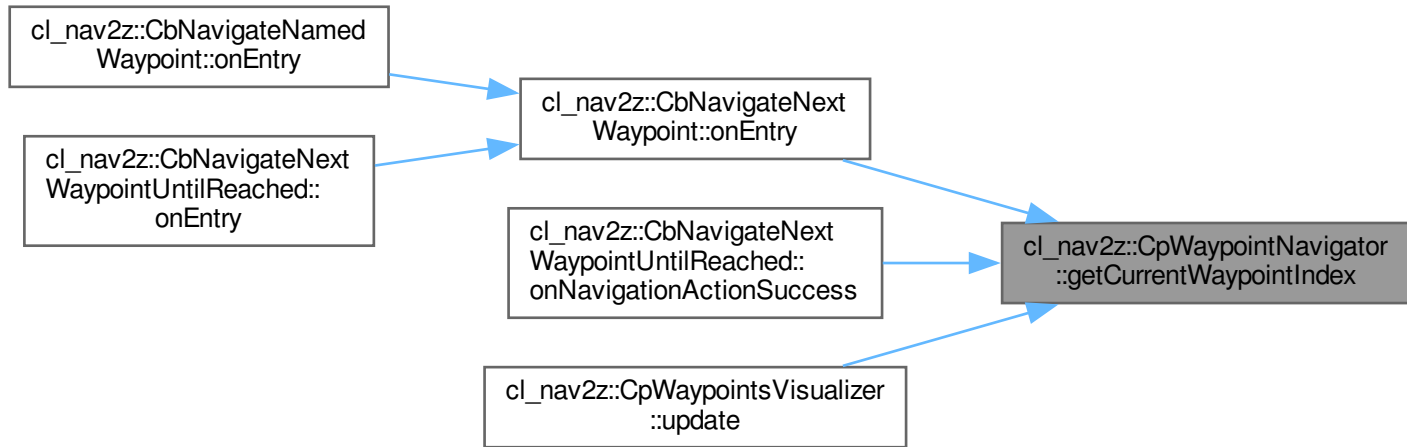 cl_nav2z::CbNavigateNamed
Waypoint::onEntry
cl_nav2z::CbNavigateNext
WaypointUntilReached::
onEntry
cl_nav2z::CbNavigateNext
Waypoint::onEntry
cl_nav2z::CbNavigateNext
WaypointUntilReached::
onNavigationActionSuccess
cl_nav2z::CpWaypointsVisualizer
::update
cl_nav2z::CpWaypointNavigator
::getCurrentWaypointIndex